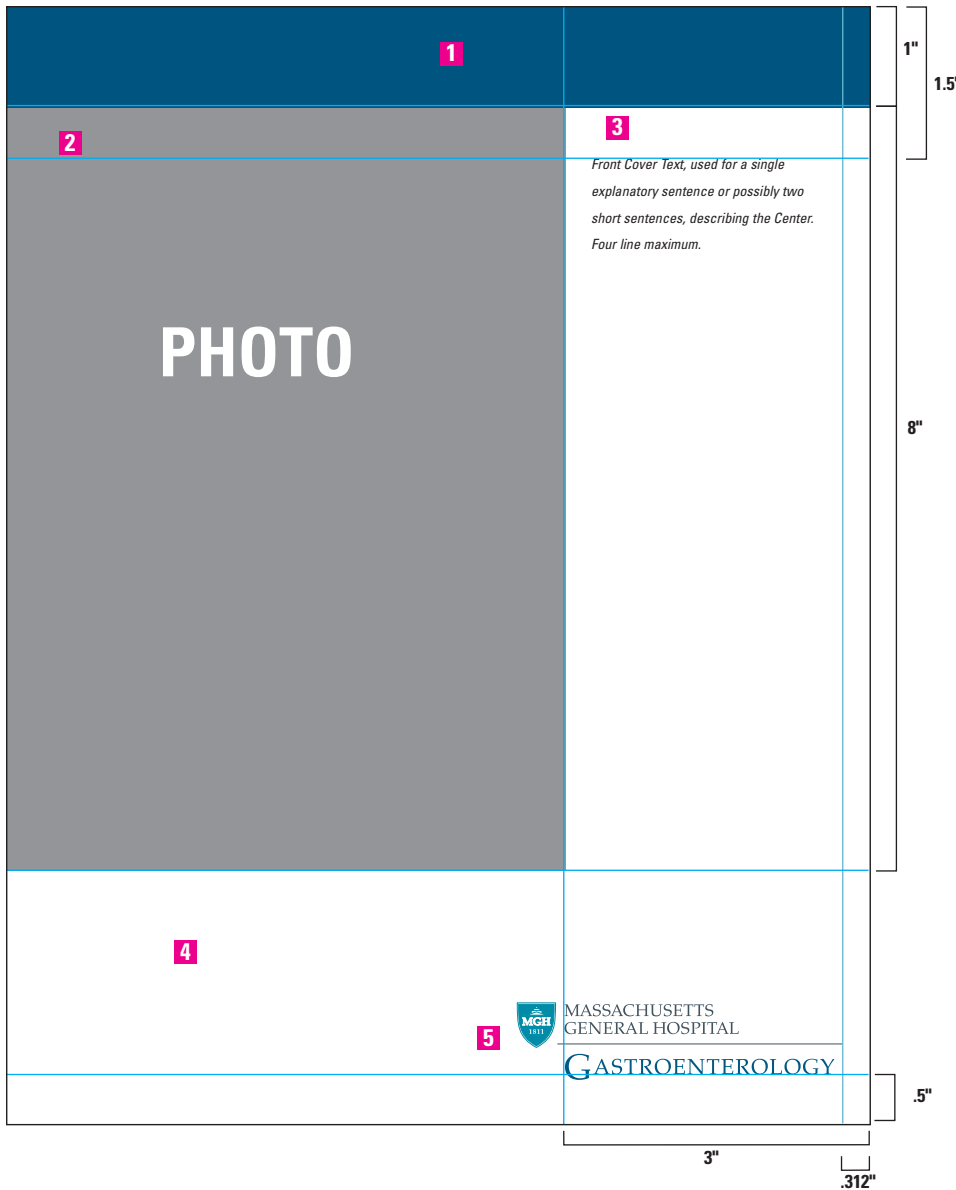 1
1"
1.5"
2
3
Front Cover Text, used for a single
explanatory sentence or possibly two
short sentences, describing the Center.
Four line maximum.
PHOTO
8"
4
5
MGH
1811
MASSACHUSETTS
GENERAL HOSPITAL
GASTROENTEROLOGY
.5"
3"
.312"